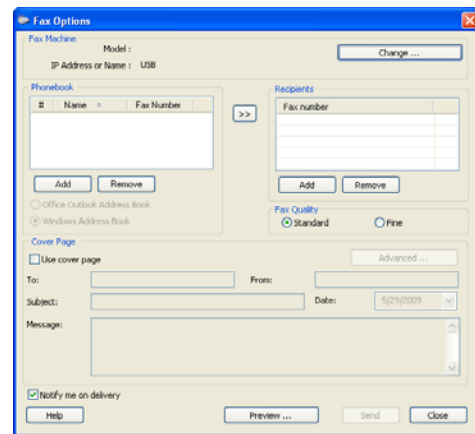 Fax Options
Fax Machine
Model :
Change ...
IP Address or Name : USB
Phonebook
Recipients
# Name Fax Number
>>
Fax number
Add Remove
Add Remove
Office Outlook Address Book
Windows Address Book
Fax Quality
Standard Fine
Cover Page
Use cover page
Advanced ...
To: From:
Subject: Date: 5/29/2009
Message:
Notify me on delivery
Help Preview ... Send Close